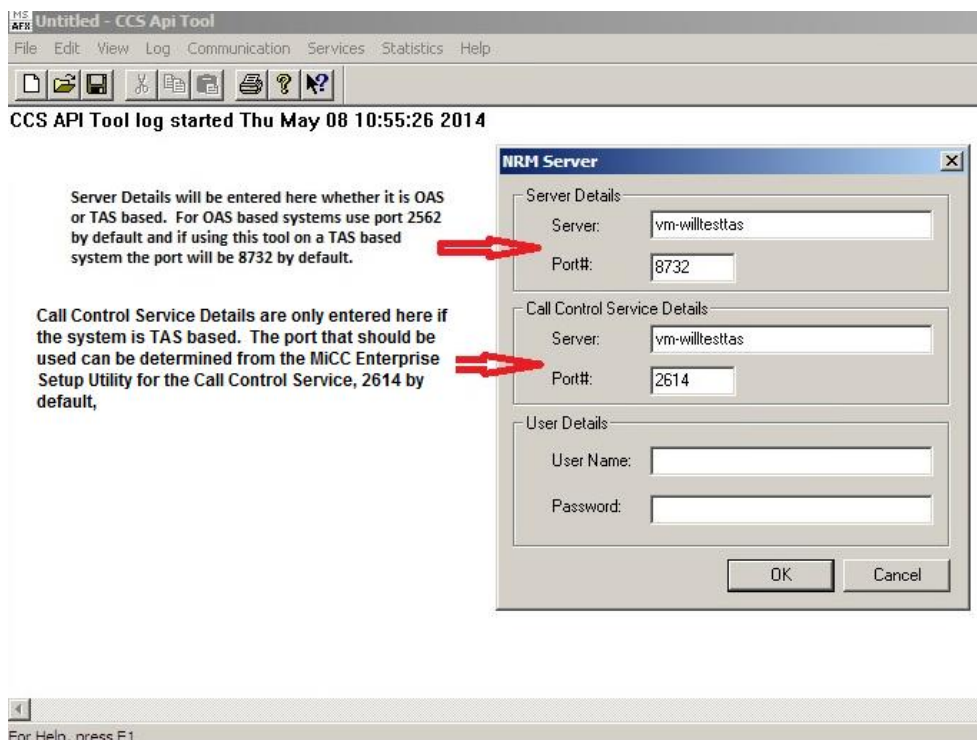 MS
AFX Untitled - CCS Api Tool
File Edit View Log Communication Services Statistics Help
CCS API Tool log started Thu May 08 10:55:26 2014
Server Details will be entered here whether it is OAS
or TAS based. For OAS based systems use port 2562
by default and if using this tool on a TAS based
system the port will be 8732 by default.
Call Control Service Details are only entered here if
the system is TAS based. The port that should be
used can be determined from the MiCC Enterprise
Setup Utility for the Call Control Service, 2614 by
default,
NRM Server
Server Details
Server: vm-willtesttas
Port#: 8732
Call Control Service Details
Server: vm-willtesttas
Port#: 2614
User Details
User Name:
Password:
OK Cancel
For Help, press F1